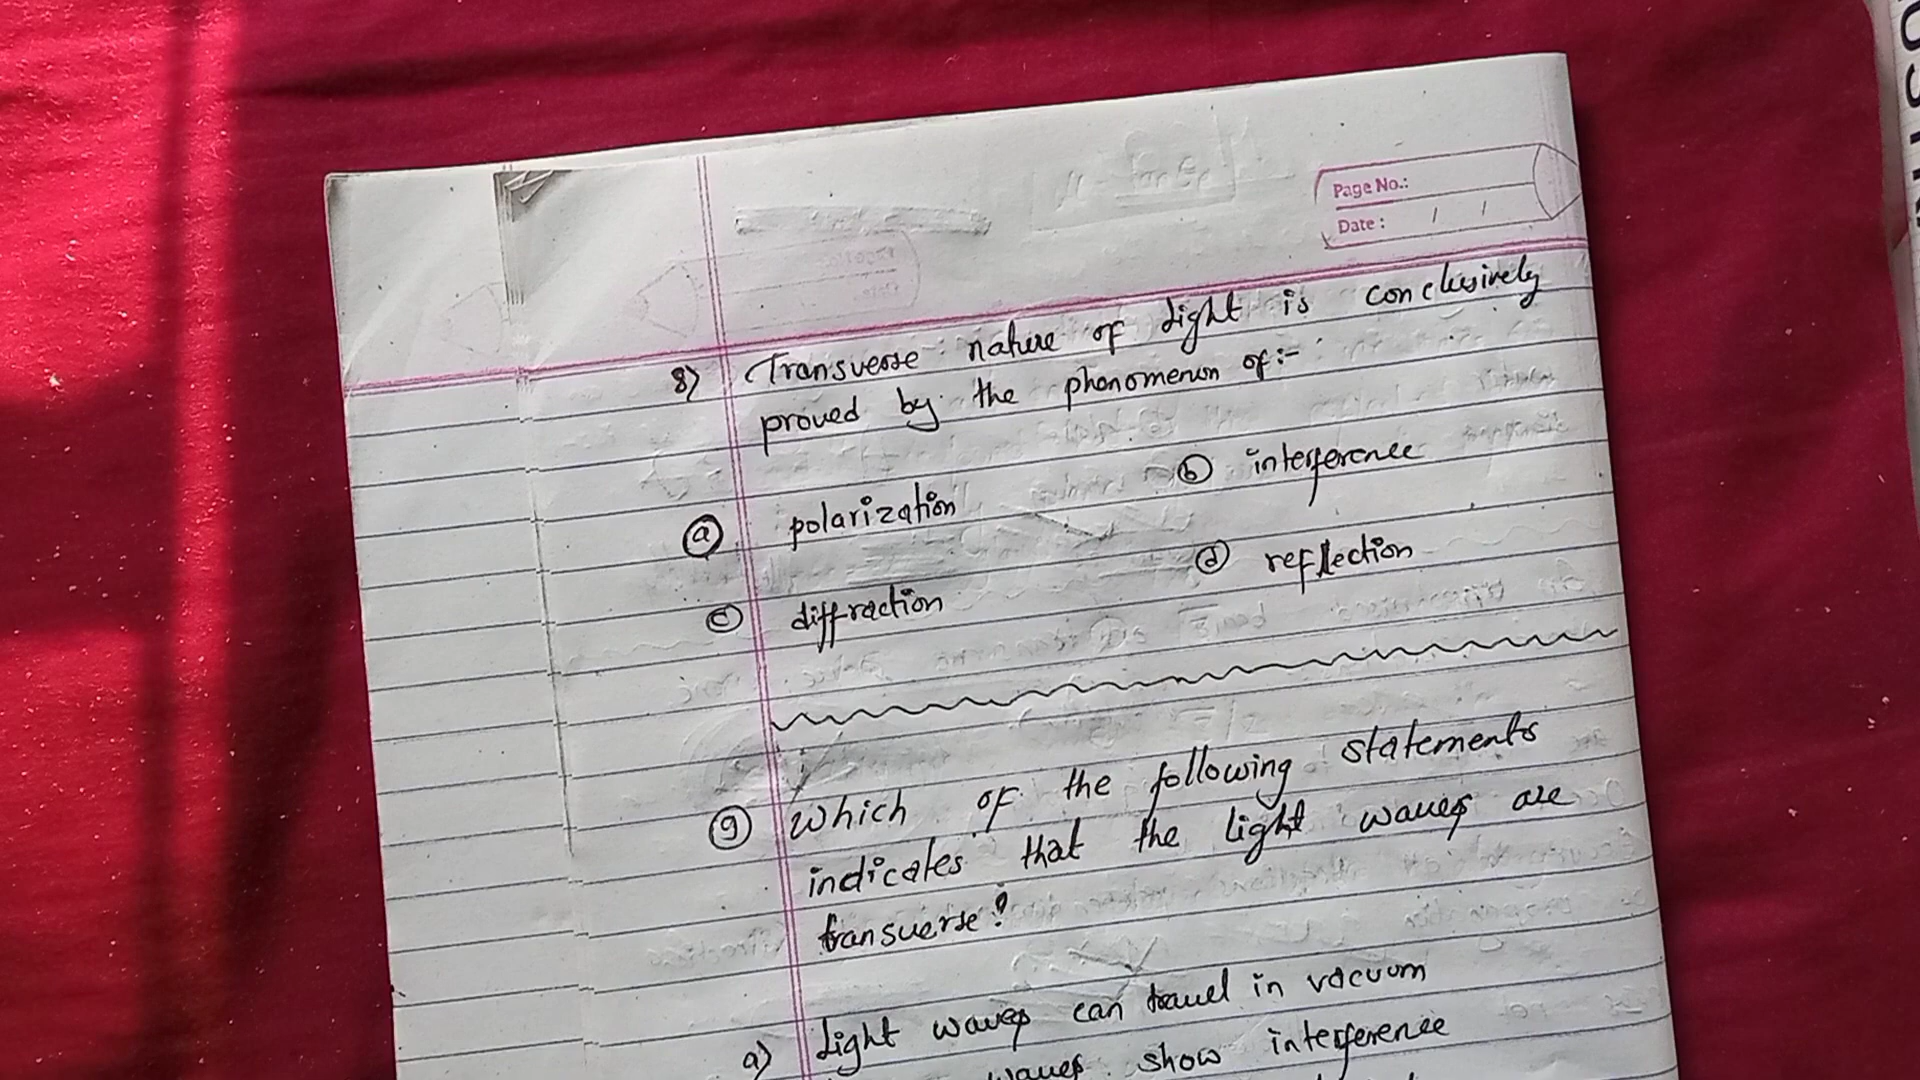 Page No.:
Date : / /
8) Transverse nature of Light is conclusively
proved by the phenomenon of :-
ⓐ polarization ⓑ interference
ⓒ diffraction ⓓ reflection
⑨ Which of the following statements
indicates that the light waves are
transverse?
a) Light waves can travel in vacuum
waves show interference